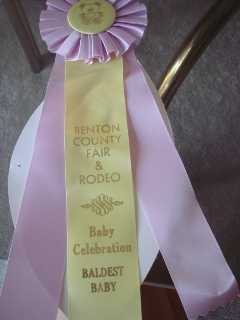 BENTON
COUNTY
FAIR
&
RODEO
Baby
Celebration
BALDEST
BABY